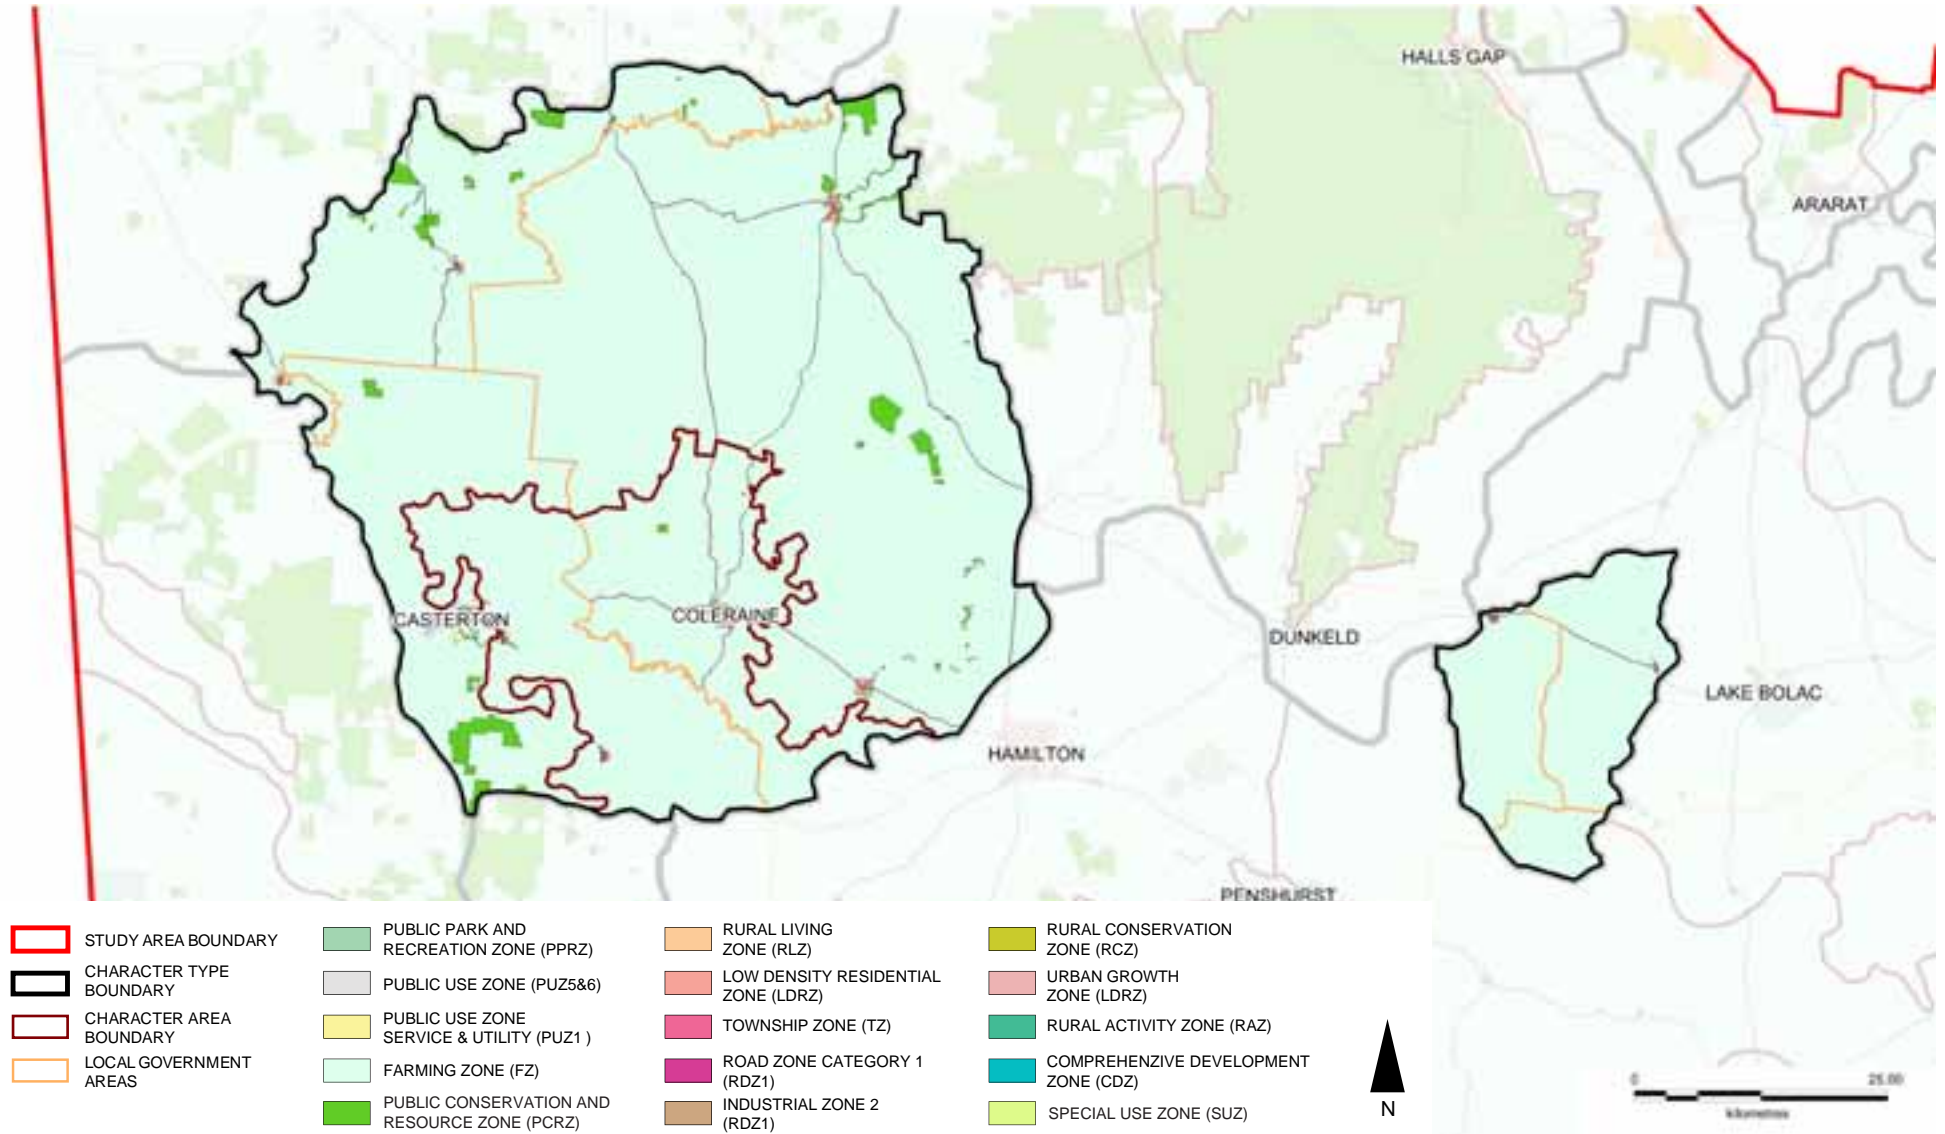 HALLS GAP
ARARAT
CASTERTON
COLERAINE
DUNKELD
LAKE BOLAC
HAMILTON
PENSHURST
STUDY AREA BOUNDARY
CHARACTER TYPE
BOUNDARY
CHARACTER AREA
BOUNDARY
LOCAL GOVERNMENT
AREAS
PUBLIC PARK AND
RECREATION ZONE (PPRZ)
PUBLIC USE ZONE (PUZ5&6)
PUBLIC USE ZONE
SERVICE & UTILITY (PUZ1 )
FARMING ZONE (FZ)
PUBLIC CONSERVATION AND
RESOURCE ZONE (PCRZ)
RURAL LIVING
ZONE (RLZ)
LOW DENSITY RESIDENTIAL
ZONE (LDRZ)
TOWNSHIP ZONE (TZ)
ROAD ZONE CATEGORY 1
(RDZ1)
INDUSTRIAL ZONE 2
(RDZ1)
RURAL CONSERVATION
ZONE (RCZ)
URBAN GROWTH
ZONE (LDRZ)
RURAL ACTIVITY ZONE (RAZ)
COMPREHENZIVE DEVELOPMENT
ZONE (CDZ)
SPECIAL USE ZONE (SUZ)
N
0 25.00
kilometres